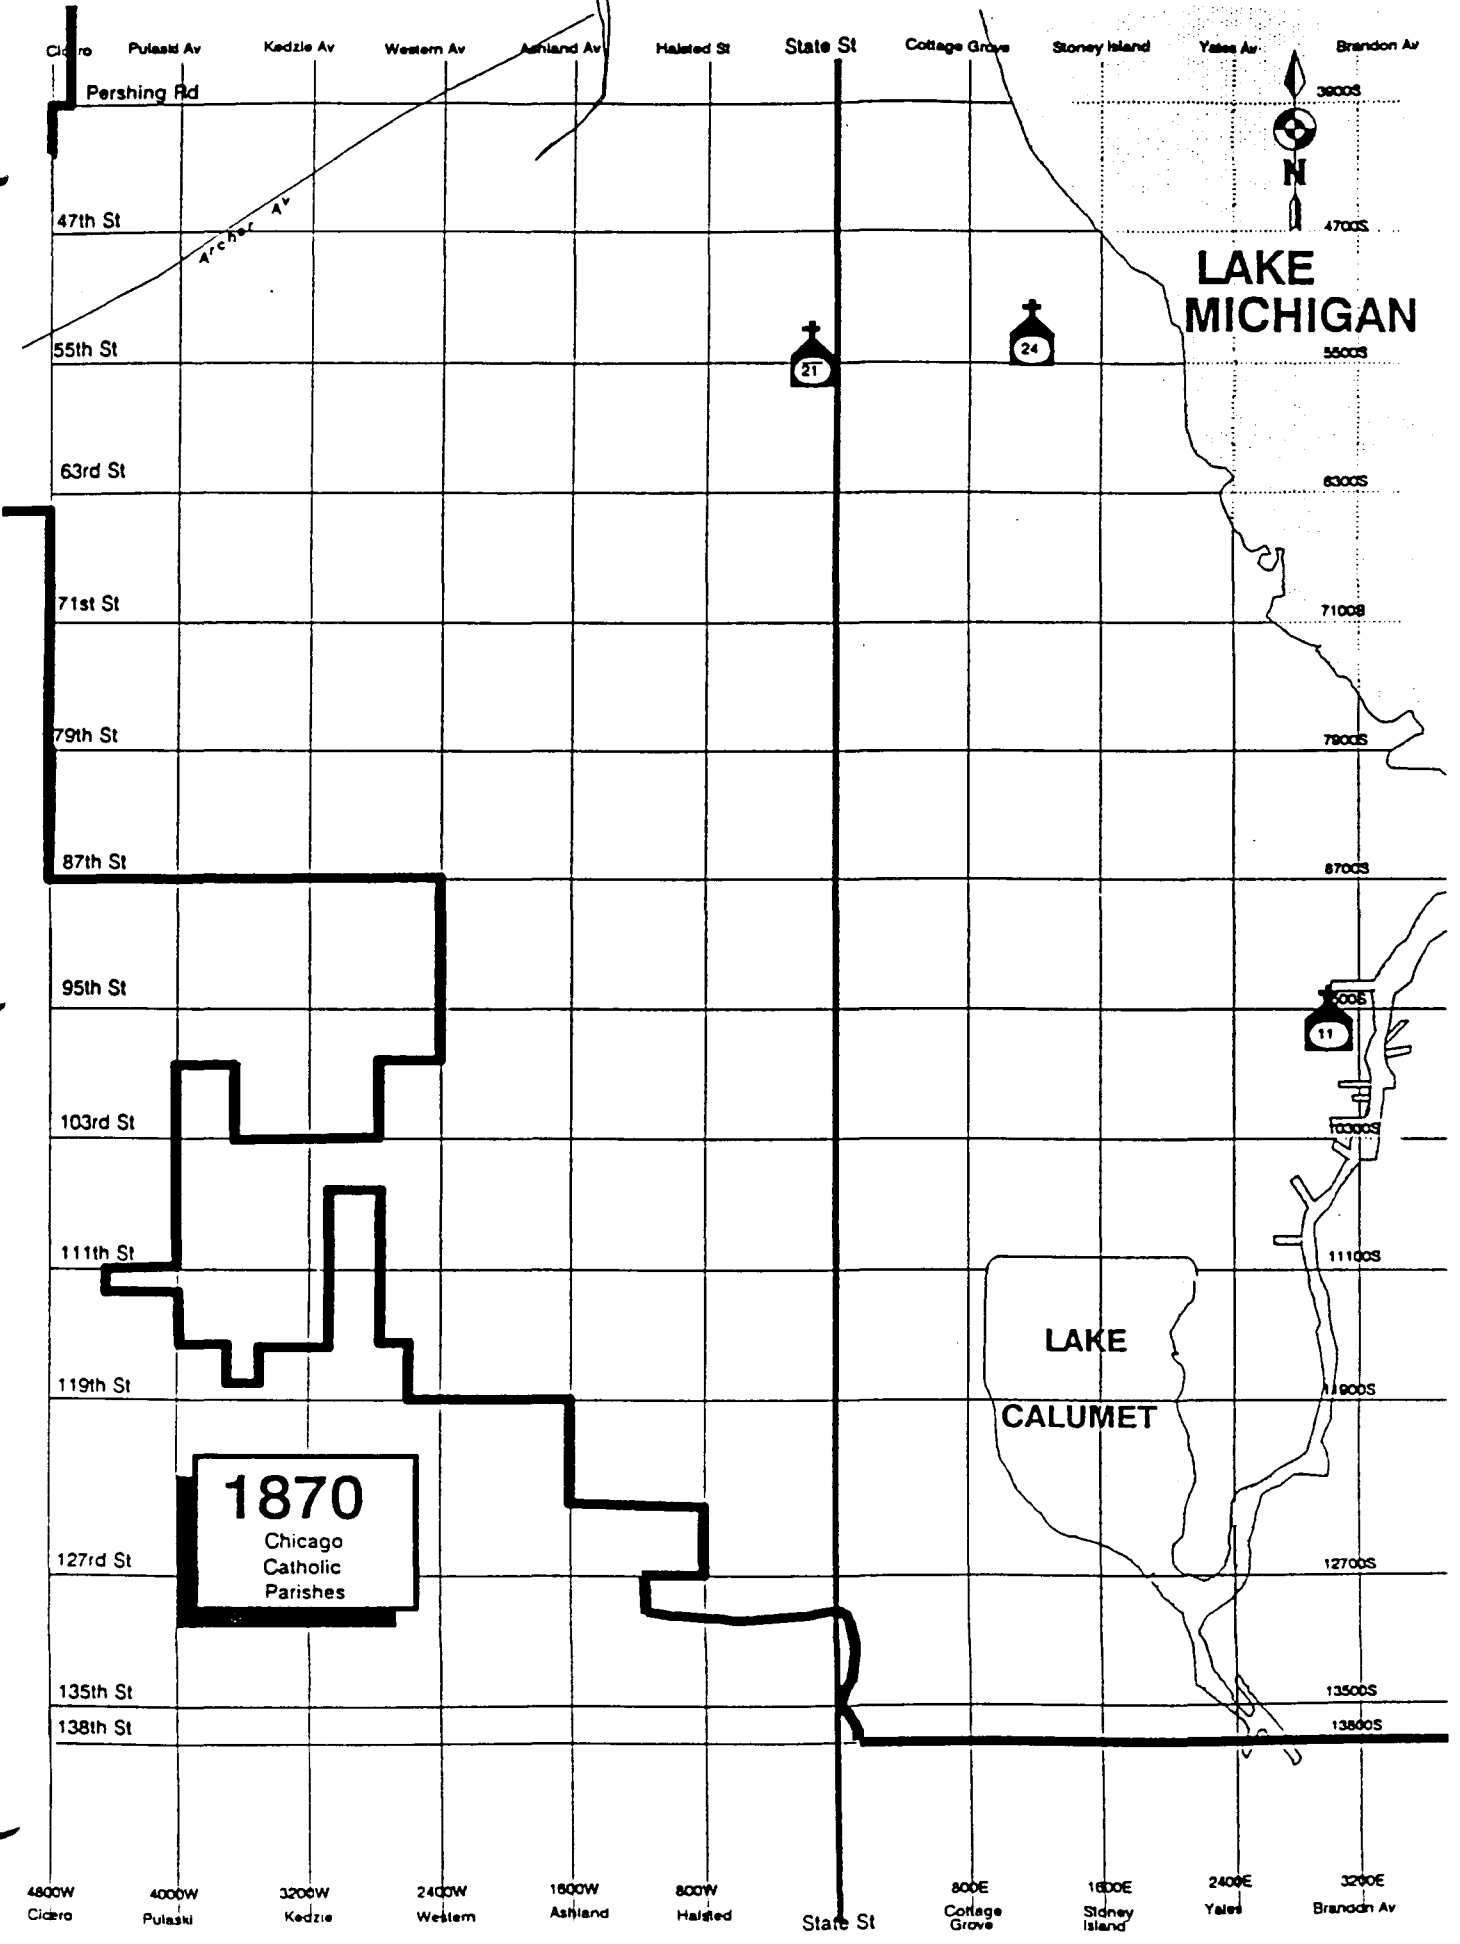 Cicero Pulaski Av Kedzie Av Western Av Ashland Av Halsted St State St Cottage Grove Stoney Island Yates Av Brandon Av
Pershing Rd 3900S
N
Archer Av
47th St 4700S
LAKE
MICHIGAN
21 24
55th St 5500S
63rd St 6300S
71st St 7100S
79th St 7900S
87th St 8700S
95th St
11
103rd St 10300S
111th St 11100S
LAKE
119th St 11900S
CALUMET
1870
Chicago
Catholic
Parishes
127rd St 12700S
135th St 13500S
138th St 13800S
4800W 4000W 3200W 2400W 1600W 800W 800E 1600E 2400E 3200E
Cicero Pulaski Kedzie Western Ashland Halsted State St Cottage Grove Stoney Island Yates Brandon Av